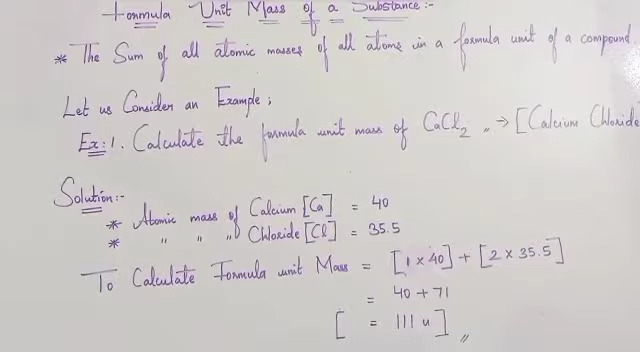 Formula Unit Mass of a Substance:-
* The Sum of all atomic masses of all atoms in a formula unit of a compound.
Let us Consider an Example;
Ex:1. Calculate the formula unit mass of CaCl2 „ → [Calcium Chloride
Solution:-
* Atomic mass of Calcium [Ca] = 40
* „ „ „ Chloride [Cl] = 35.5
To Calculate Formula unit Mass = [1 × 40] + [2 × 35.5]
= 40 + 71
[ = 111 u] „